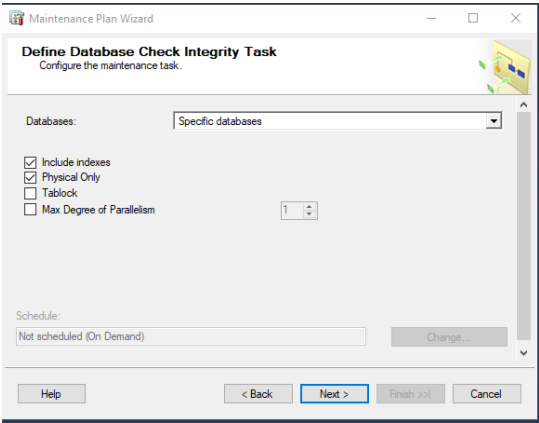 Maintenance Plan Wizard
Define Database Check Integrity Task
Configure the maintenance task.
Databases: Specific databases
Include indexes
Physical Only
Tablock
Max Degree of Parallelism 1
Schedule:
Not scheduled (On Demand) Change...
Help < Back Next > Finish >>| Cancel